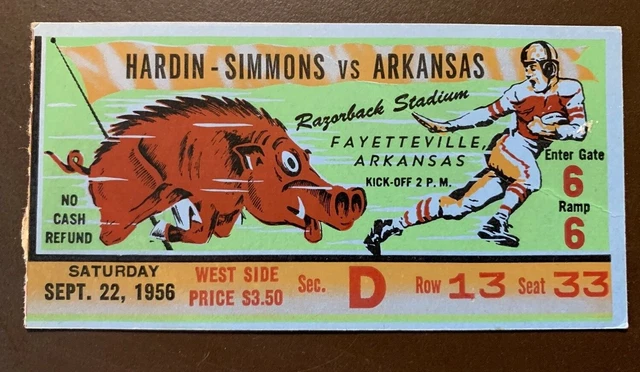 HARDIN-SIMMONS VS ARKANSAS
Razorback Stadium
FAYETTEVILLE,
ARKANSAS
KICK-OFF 2 P. M.
Enter Gate
6
Ramp
6
NO
CASH
REFUND
SATURDAY
SEPT. 22, 1956
WEST SIDE
PRICE $3.50
Sec. D Row 13 Seat 33